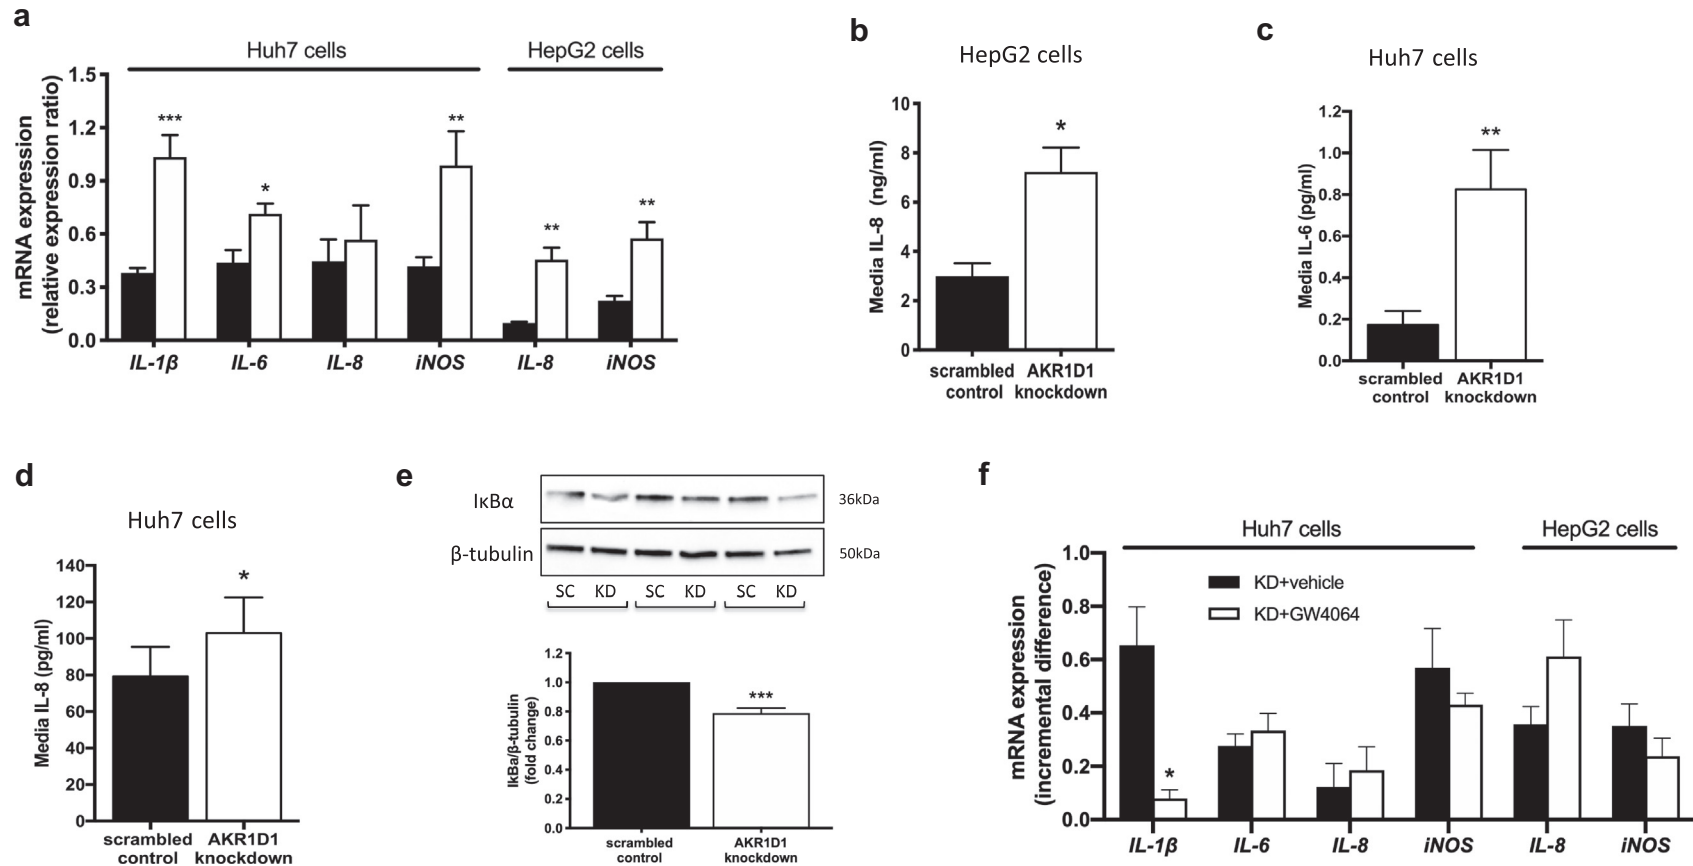 a
Huh7 cells
HepG2 cells
mRNA expression
(relative expression ratio)
1.5
1.2
0.9
0.6
0.3
0.0
***
*
**
**
**
IL-1β
IL-6
IL-8
iNOS
IL-8
iNOS
b
HepG2 cells
Media IL-8 (ng/ml)
10
8
6
4
2
0
*
scrambled
control
AKR1D1
knockdown
c
Huh7 cells
Media IL-6 (pg/ml)
1.2
1.0
0.8
0.6
0.4
0.2
0.0
**
scrambled
control
AKR1D1
knockdown
d
Huh7 cells
Media IL-8 (pg/ml)
140
120
100
80
60
40
20
0
*
scrambled
control
AKR1D1
knockdown
e
IκBα
36kDa
β-tubulin
50kDa
SC KD SC KD SC KD
IkBa/β-tubulin
(fold change)
1.2
1.0
0.8
0.6
0.4
0.2
0.0
***
scrambled
control
AKR1D1
knockdown
f
Huh7 cells
HepG2 cells
mRNA expression
(incremental difference)
1.0
0.8
0.6
0.4
0.2
0.0
KD+vehicle
KD+GW4064
*
IL-1β
IL-6
IL-8
iNOS
IL-8
iNOS